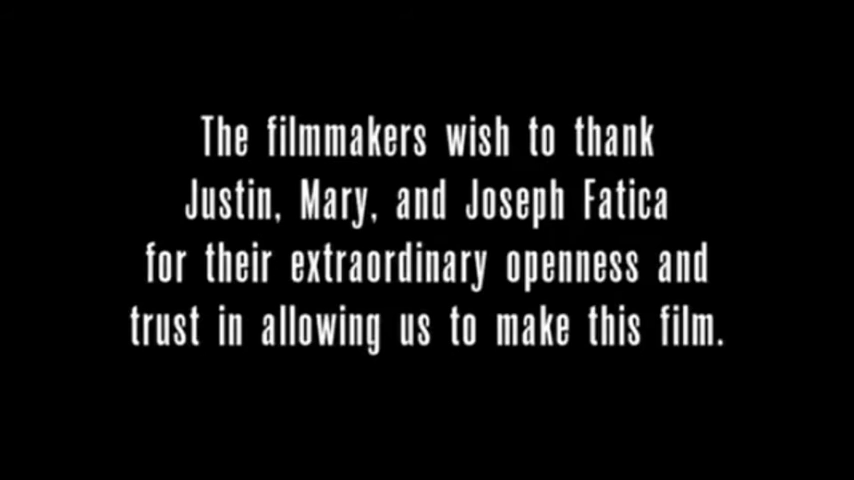 The filmmakers wish to thank
Justin, Mary, and Joseph Fatica
for their extraordinary openness and
trust in allowing us to make this film.